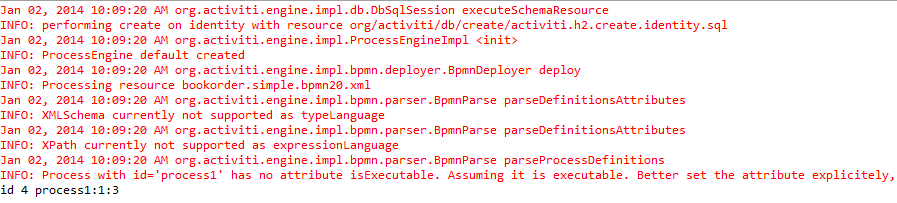 Jan 02, 2014 10:09:20 AM org.activiti.engine.impl.db.DbSqlSession executeSchemaResource
INFO: performing create on identity with resource org/activiti/db/create/activiti.h2.create.identity.sql
Jan 02, 2014 10:09:20 AM org.activiti.engine.impl.ProcessEngineImpl <init>
INFO: ProcessEngine default created
Jan 02, 2014 10:09:20 AM org.activiti.engine.impl.bpmn.deployer.BpmnDeployer deploy
INFO: Processing resource bookorder.simple.bpmn20.xml
Jan 02, 2014 10:09:20 AM org.activiti.engine.impl.bpmn.parser.BpmnParse parseDefinitionsAttributes
INFO: XMLSchema currently not supported as typeLanguage
Jan 02, 2014 10:09:20 AM org.activiti.engine.impl.bpmn.parser.BpmnParse parseDefinitionsAttributes
INFO: XPath currently not supported as expressionLanguage
Jan 02, 2014 10:09:20 AM org.activiti.engine.impl.bpmn.parser.BpmnParse parseProcessDefinitions
INFO: Process with id='process1' has no attribute isExecutable. Assuming it is executable. Better set the attribute explicitely,
id 4 process1:1:3